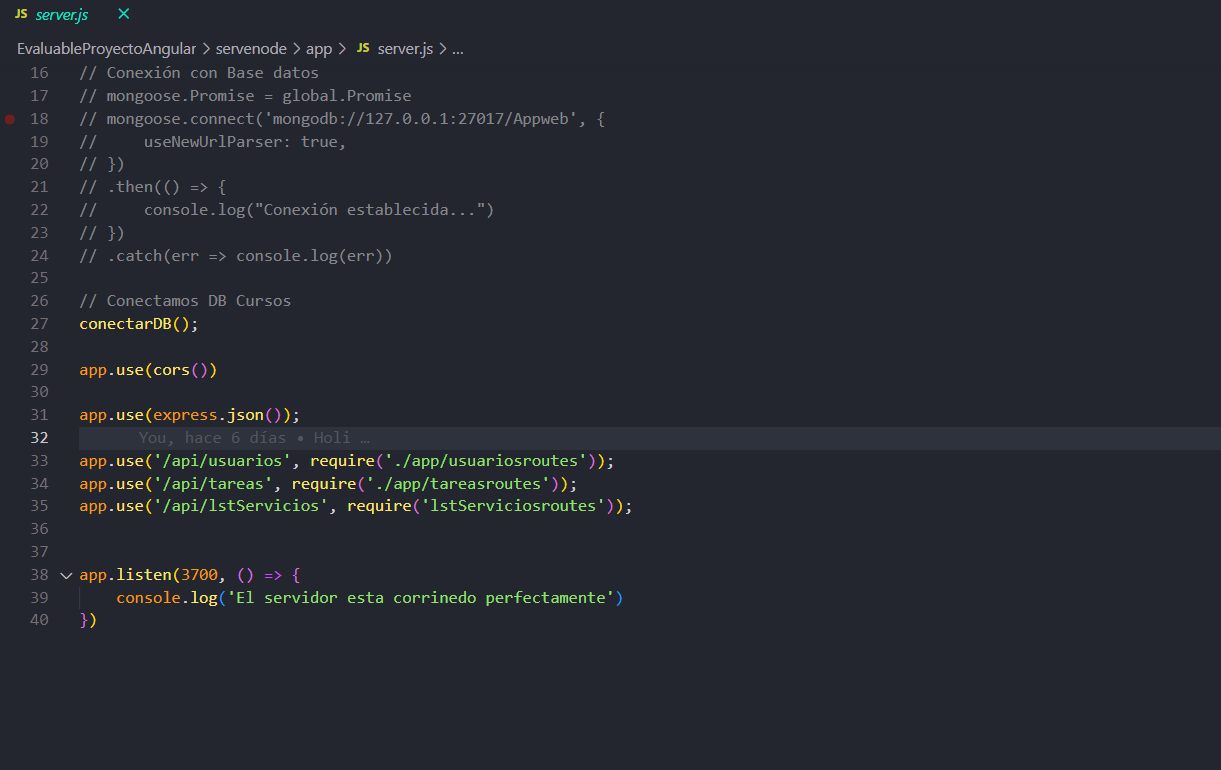 JS server.js ×
EvaluableProyectoAngular > servenode > app > JS server.js > ...
16 // Conexión con Base datos
17 // mongoose.Promise = global.Promise
18 // mongoose.connect('mongodb://127.0.0.1:27017/Appweb', {
19 //     useNewUrlParser: true,
20 // })
21 // .then(() => {
22 //     console.log("Conexión establecida...")
23 // })
24 // .catch(err => console.log(err))
25
26 // Conectamos DB Cursos
27 conectarDB();
28
29 app.use(cors())
30
31 app.use(express.json());
32 You, hace 6 días • Holi …
33 app.use('/api/usuarios', require('./app/usuariosroutes'));
34 app.use('/api/tareas', require('./app/tareasroutes'));
35 app.use('/api/lstServicios', require('lstServiciosroutes'));
36
37
38 app.listen(3700, () => {
39     console.log('El servidor esta corrinedo perfectamente')
40 })